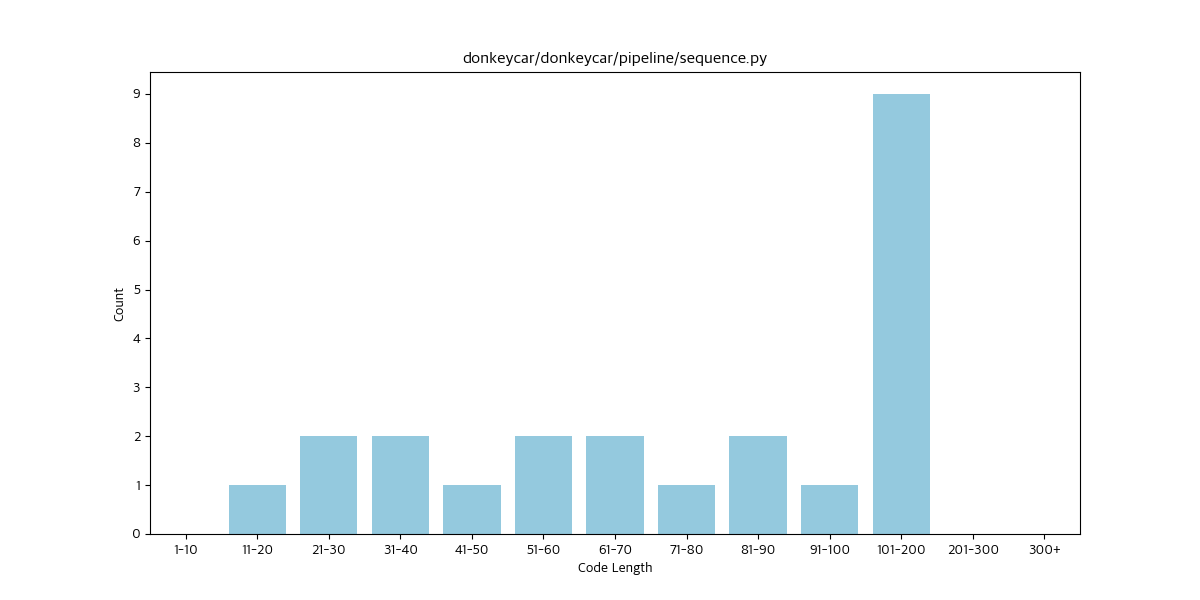 donkeycar/donkeycar/pipeline/sequence.py
9
8
7
6
5
4
3
2
1
0
Count
1-10 11-20 21-30 31-40 41-50 51-60 61-70 71-80 81-90 91-100 101-200 201-300 300+
Code Length